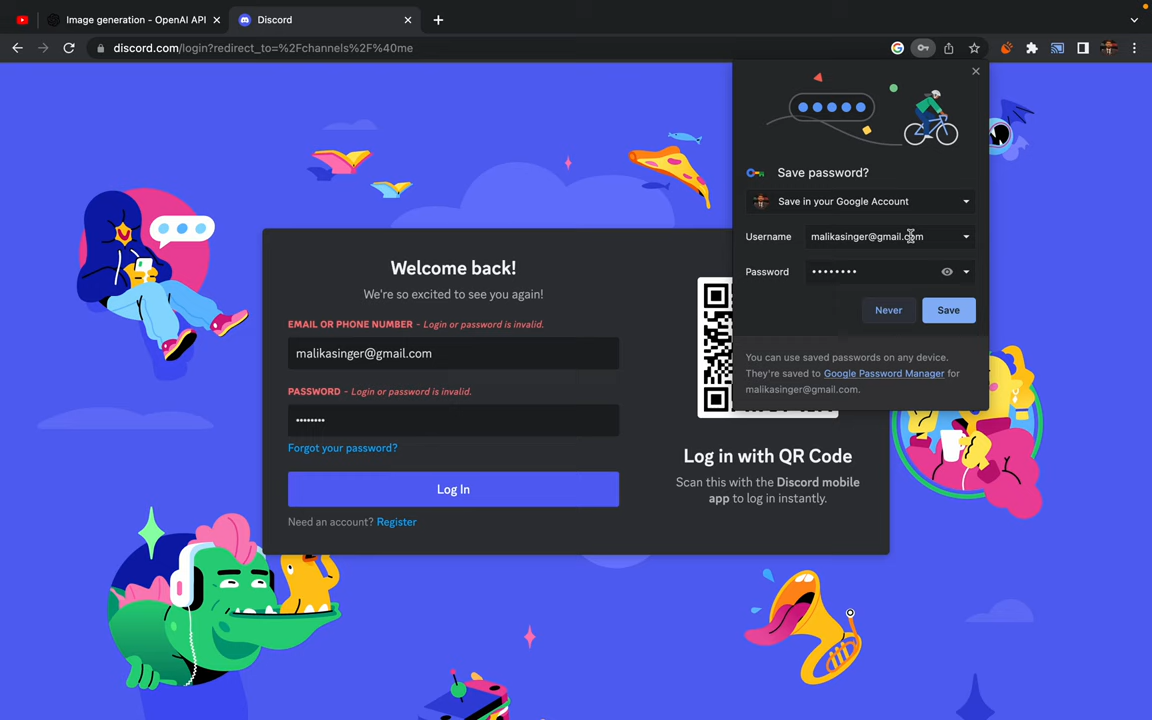 Image generation - OpenAI API
Discord
discord.com/login?redirect_to=%2Fchannels%2F%40me
Save password?
Save in your Google Account
Username malikasinger@gmail.com
Password ••••••••
Never Save
You can use saved passwords on any device.
They're saved to Google Password Manager for
malikasinger@gmail.com.
Welcome back!
We're so excited to see you again!
EMAIL OR PHONE NUMBER - Login or password is invalid.
malikasinger@gmail.com
PASSWORD - Login or password is invalid.
••••••••
Forgot your password?
Log In
Need an account? Register
Log in with QR Code
Scan this with the Discord mobile
app to log in instantly.